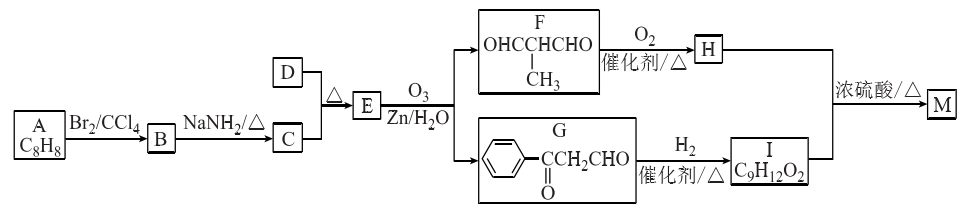 A
C₈H₈
Br₂/CCl₄
B
NaNH₂/△
C
D
△
E
O₃
Zn/H₂O
F
OHCCHCHO
CH₃
O₂
催化剂/△
H
G
CCH₂CHO
O
H₂
催化剂/△
I
C₉H₁₂O₂
浓硫酸/△
M